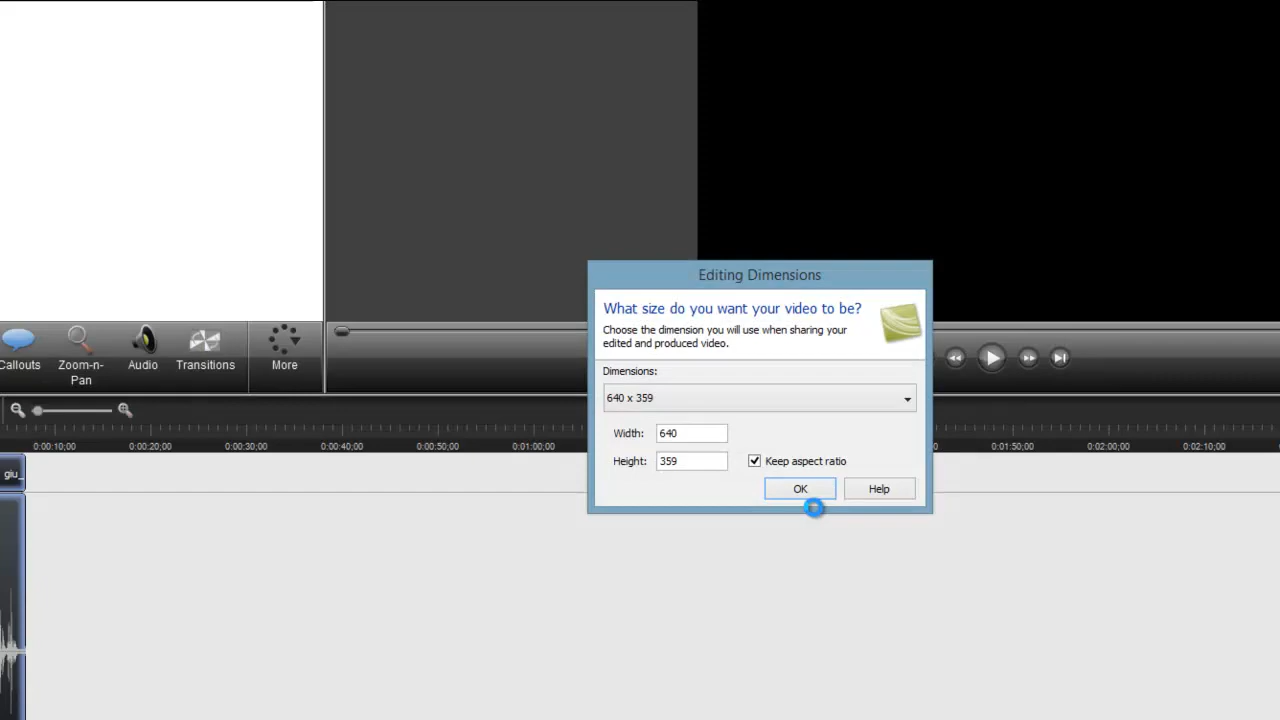 Editing Dimensions
What size do you want your video to be?
Choose the dimension you will use when sharing your
edited and produced video.
Dimensions:
640 x 359
Width: 640
Height: 359
Keep aspect ratio
OK Help
Callouts Zoom-n-Pan Audio Transitions More
0:00:10;00 0:00:20;00 0:00:30;00 0:00:40;00 0:00:50;00 0:01:00;00 0:01:50;00 0:02:00;00 0:02:10;00
giu_